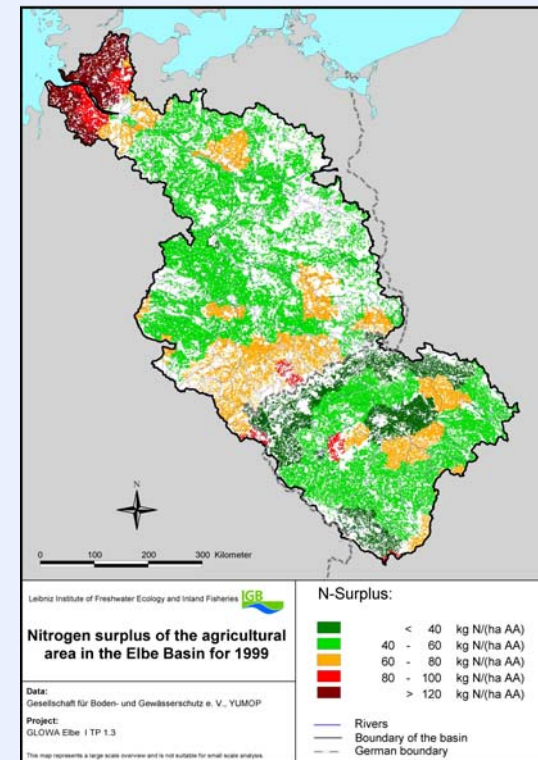 0 100 200 300 Kilometer
Leibniz Institute of Freshwater Ecology and Inland Fisheries IGB
Nitrogen surplus of the agricultural
area in the Elbe Basin for 1999
Data:
Gesellschaft für Boden- und Gewässerschutz e. V., YUMOP
Project:
GLOWA Elbe I TP 1.3
This map represents a large scale overview and is not suitable for small scale analysis.
N-Surplus:
< 40 kg N/(ha AA)
40 - 60 kg N/(ha AA)
60 - 80 kg N/(ha AA)
80 - 100 kg N/(ha AA)
> 120 kg N/(ha AA)
Rivers
Boundary of the basin
German boundary